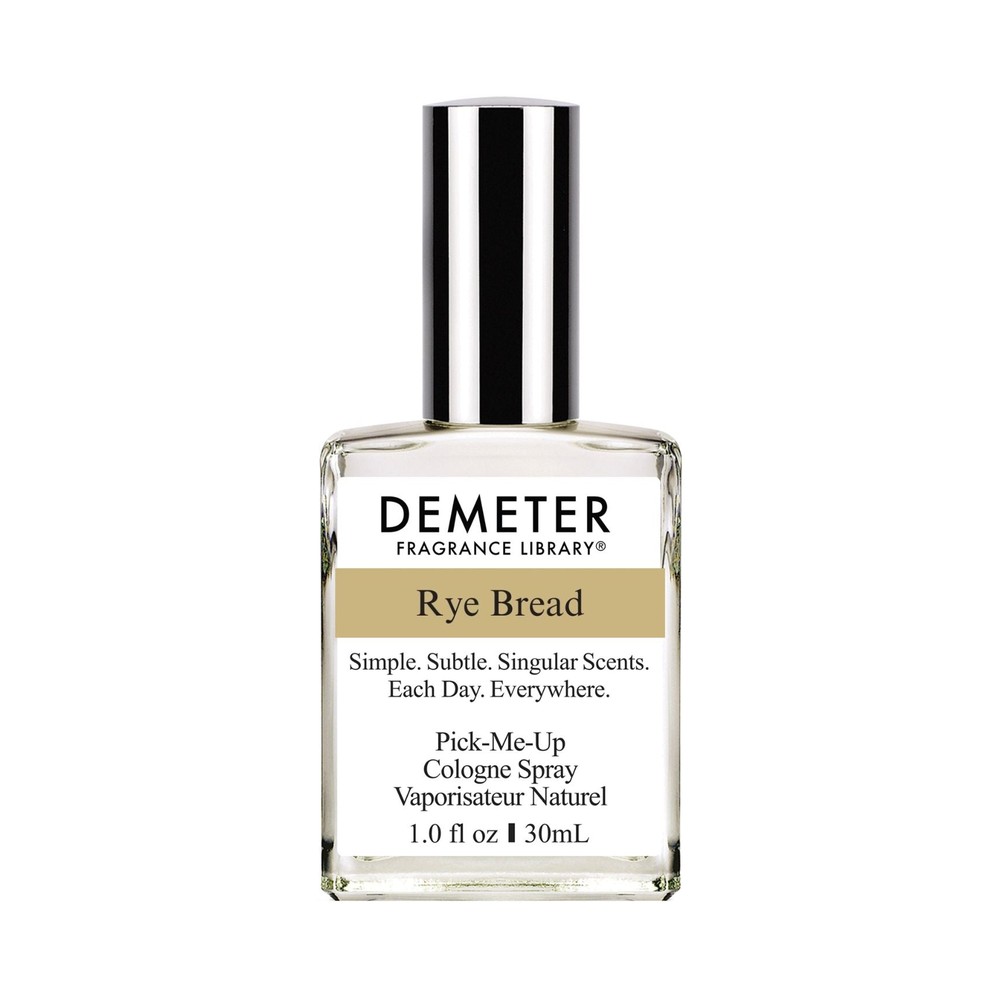 DEMETER
FRAGRANCE LIBRARY®
Rye Bread
Simple. Subtle. Singular Scents.
Each Day. Everywhere.
Pick-Me-Up
Cologne Spray
Vaporisateur Naturel
1.0 fl oz ▌ 30mL